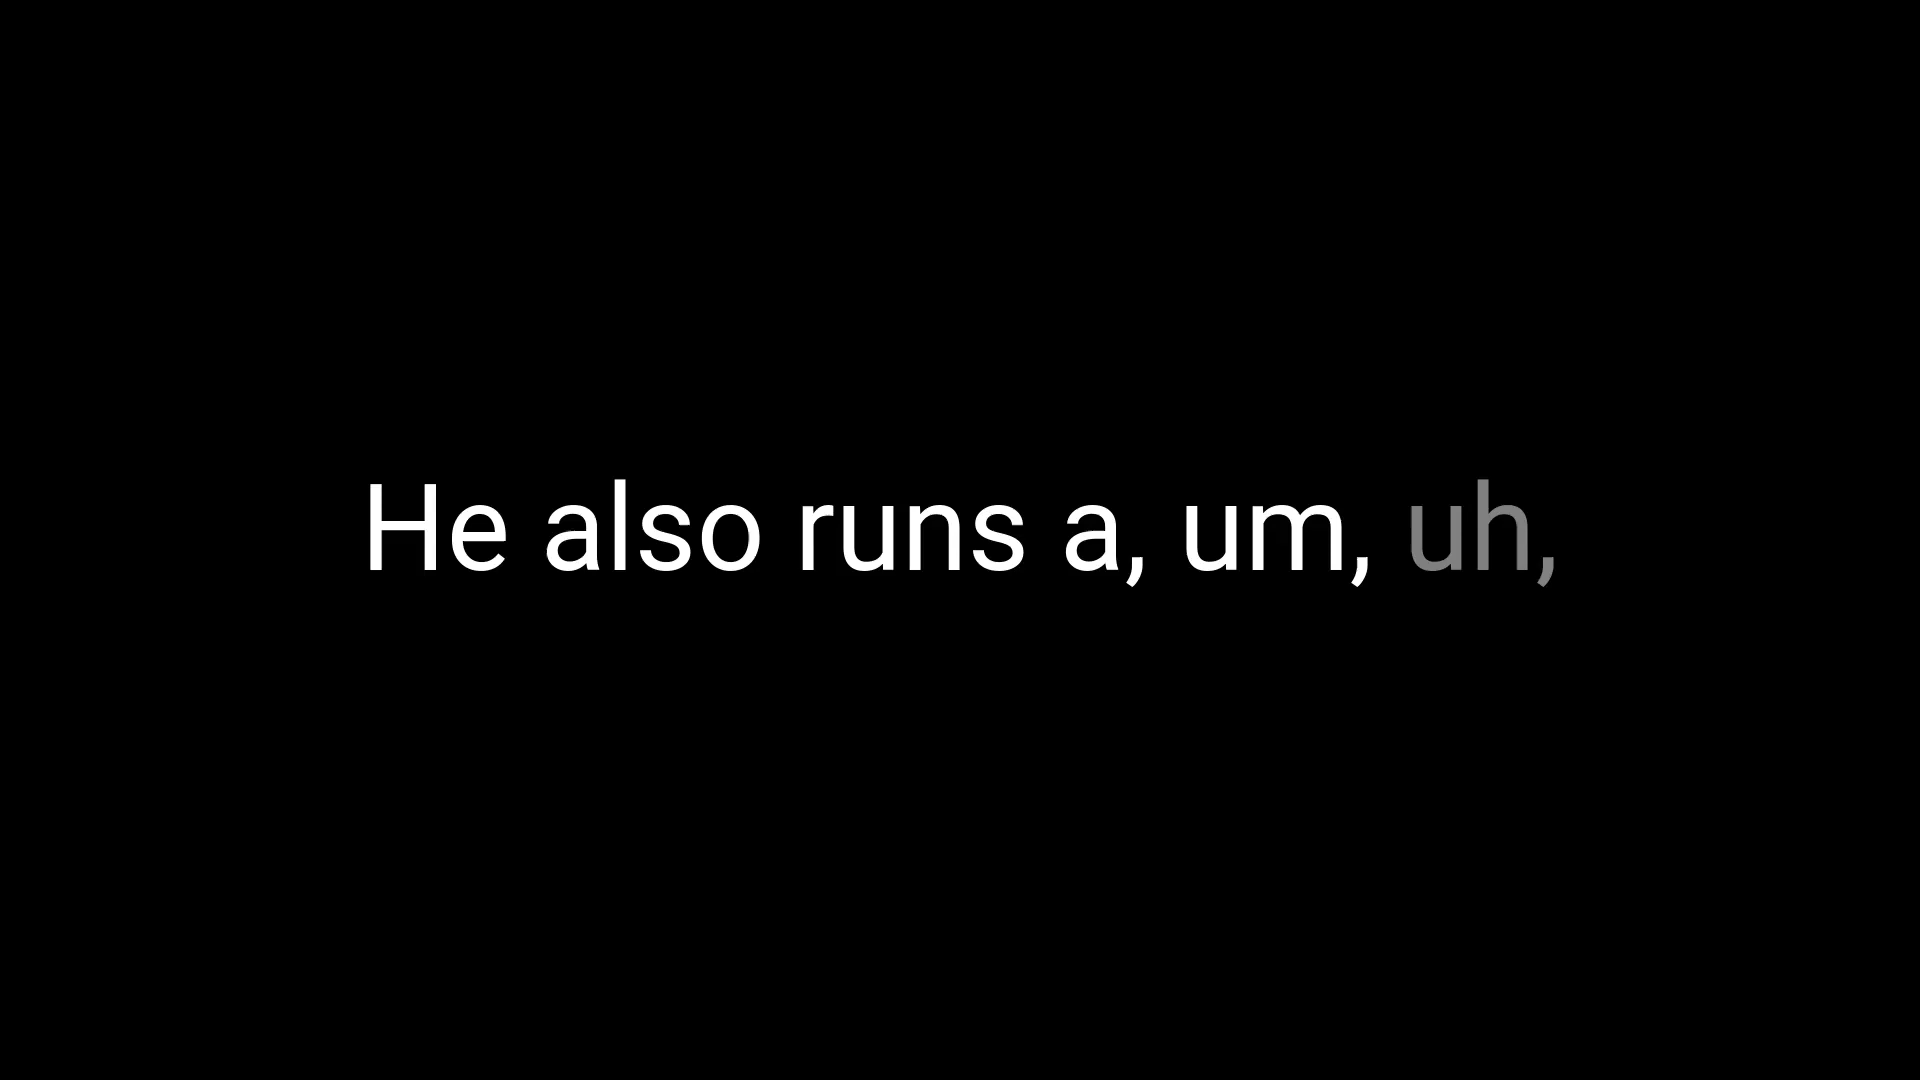 He also runs a, um, uh,